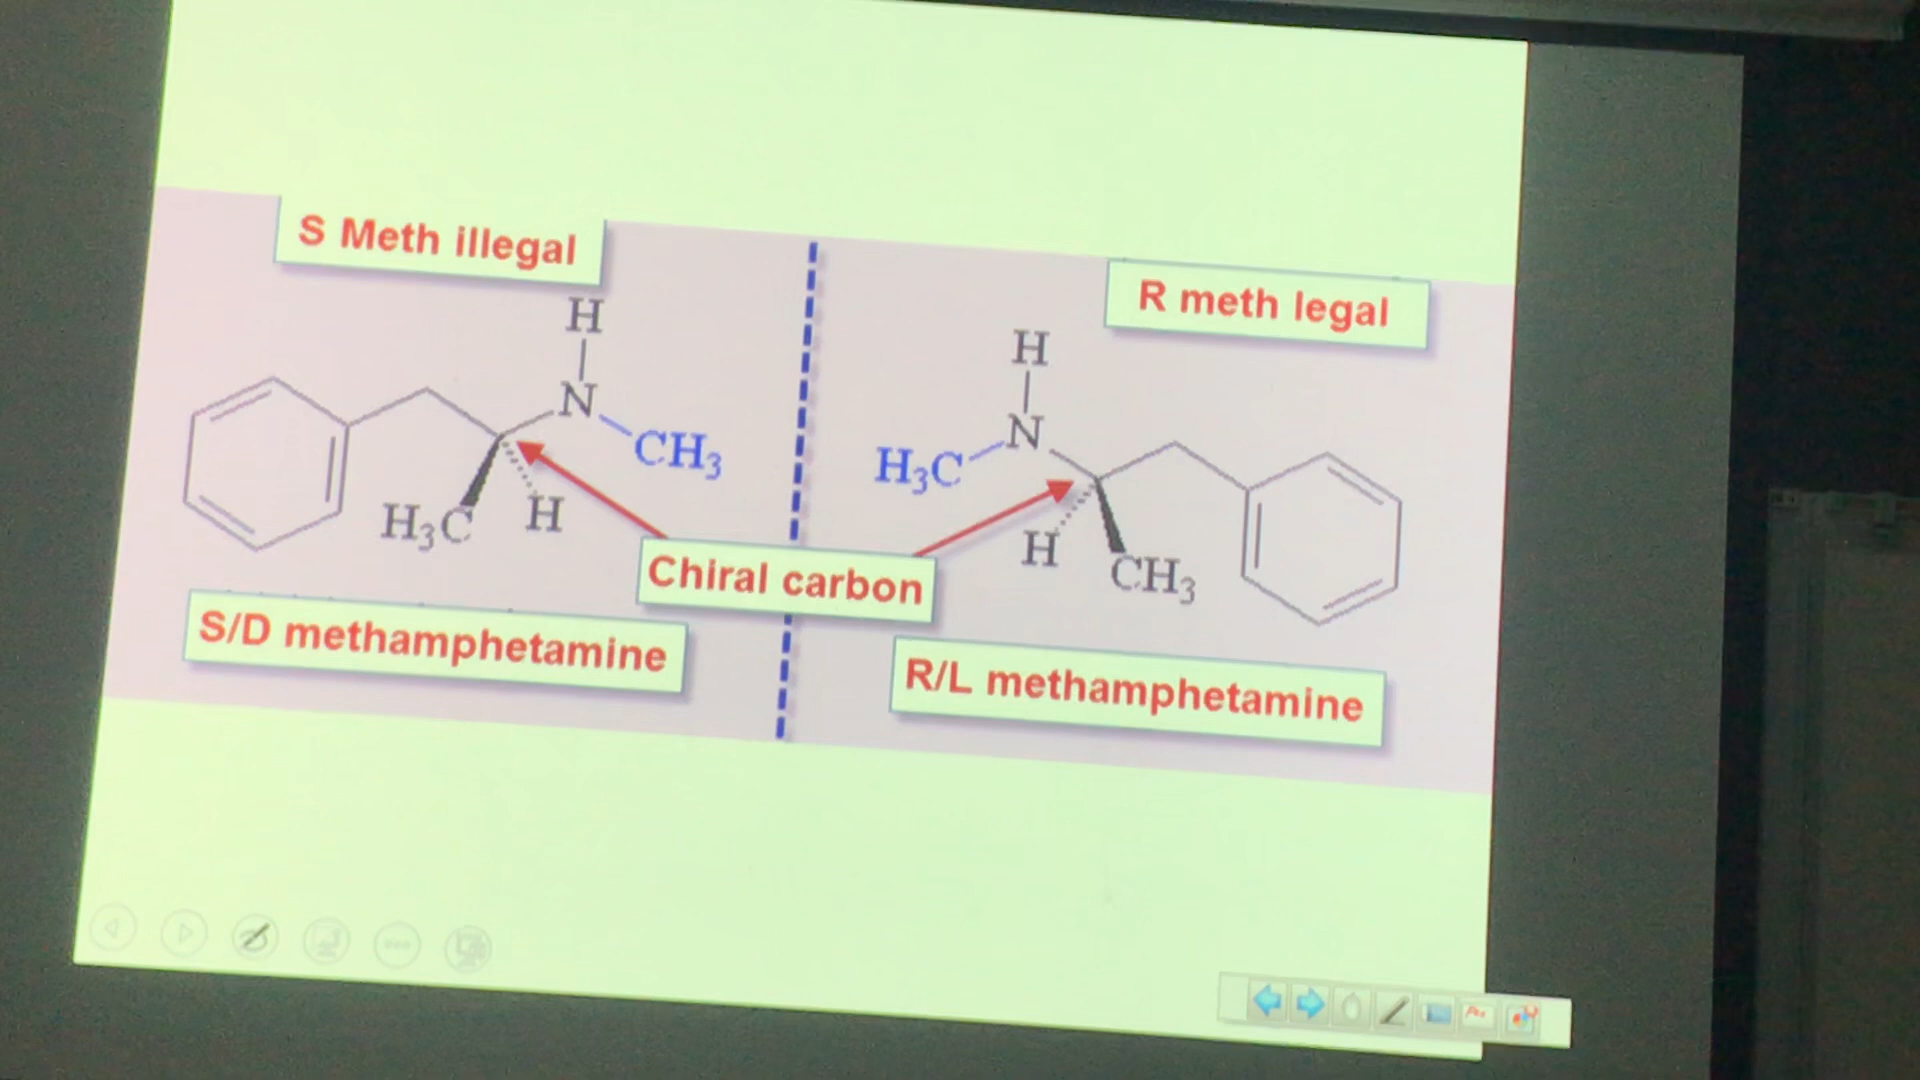 S Meth illegal
R meth legal
H
N
CH₃
H₃C
H
H
N
H₃C
H
CH₃
Chiral carbon
S/D methamphetamine
R/L methamphetamine